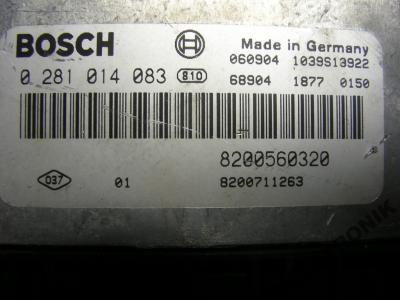 BOSCH
Made in Germany
060904 1039S13922
0 281 014 083 810
68904 1877 0150
8200560320
037 01 8200711263